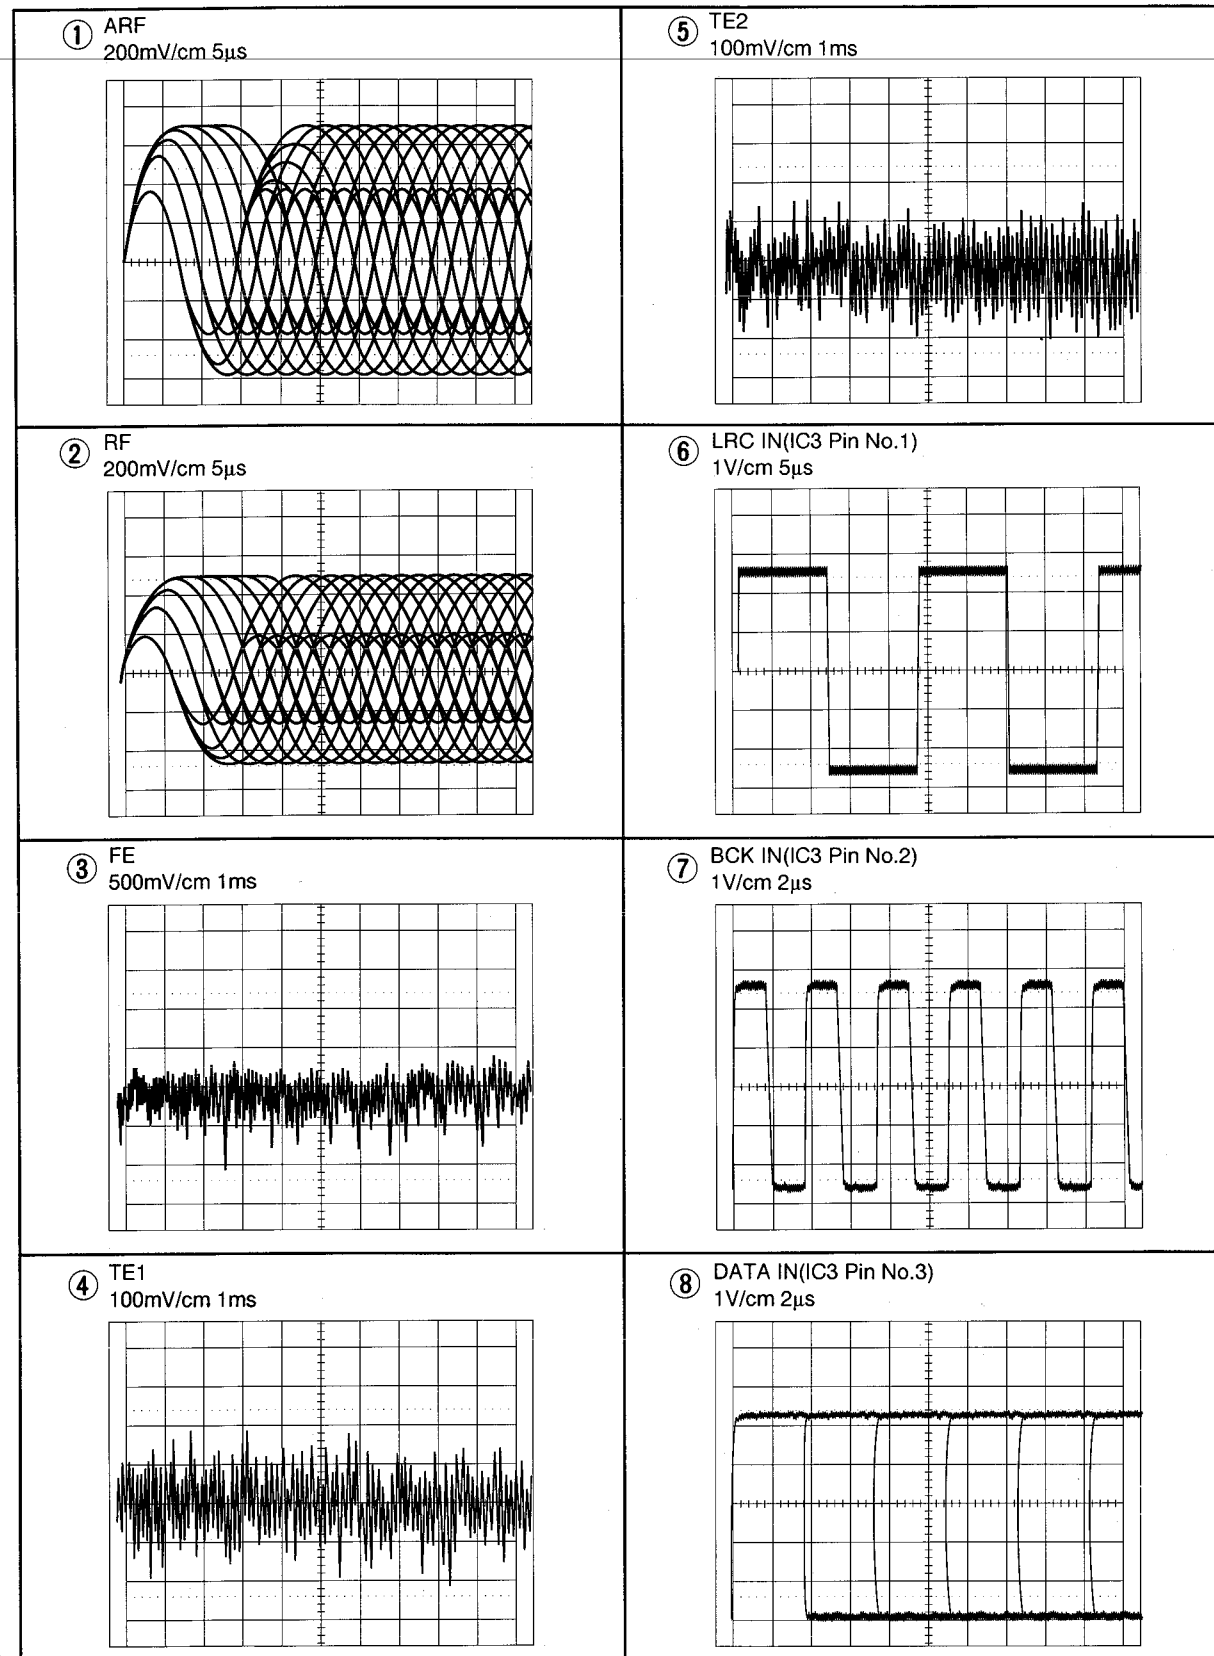 ① ARF
200mV/cm 5μs
② RF
200mV/cm 5μs
③ FE
500mV/cm 1ms
④ TE1
100mV/cm 1ms
⑤ TE2
100mV/cm 1ms
⑥ LRC IN(IC3 Pin No.1)
1V/cm 5μs
⑦ BCK IN(IC3 Pin No.2)
1V/cm 2μs
⑧ DATA IN(IC3 Pin No.3)
1V/cm 2μs